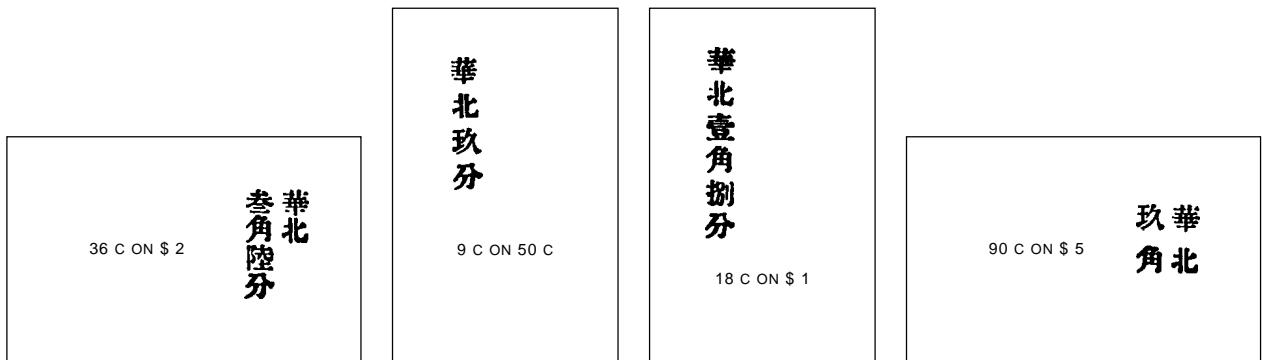 華北
叁角陸分
36 C ON $ 2
華北玖分
9 C ON 50 C
華北壹角捌分
18 C ON $ 1
華北
玖角
90 C ON $ 5